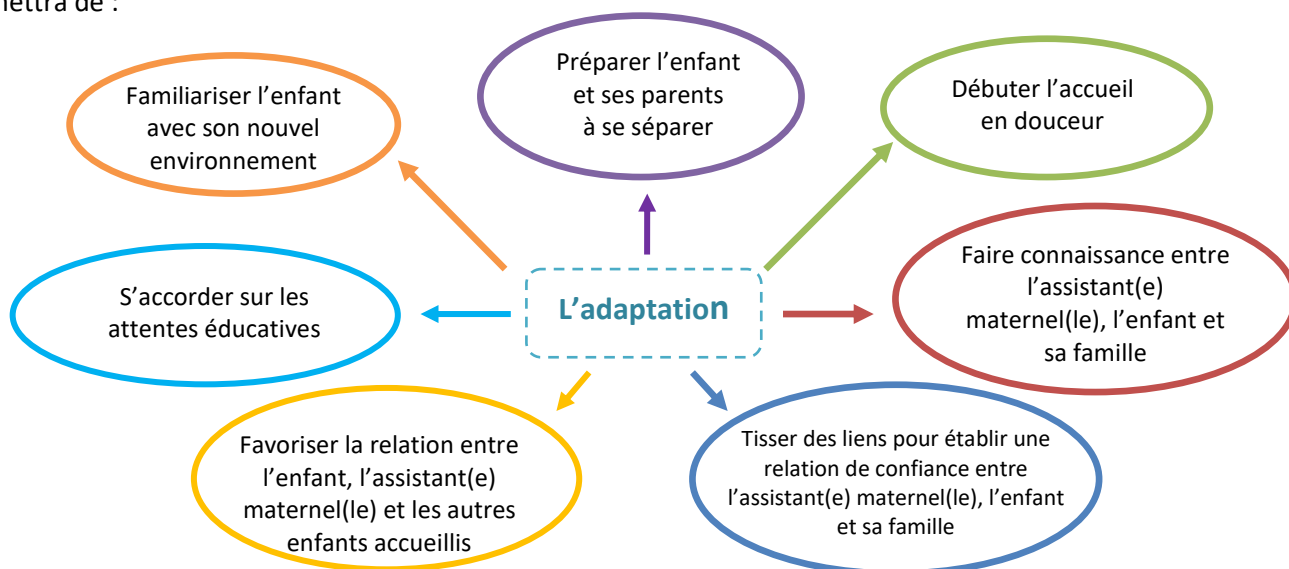 mettra de :
Préparer l’enfant
et ses parents
à se séparer
Familiariser l’enfant
avec son nouvel
environnement
Débuter l’accueil
en douceur
S’accorder sur les
attentes éducatives
L’adaptation
Faire connaissance entre
l’assistant(e)
maternel(le), l’enfant et
sa famille
Favoriser la relation entre
l’enfant, l’assistant(e)
maternel(le) et les autres
enfants accueillis
Tisser des liens pour établir une
relation de confiance entre
l’assistant(e) maternel(le), l’enfant
et sa famille